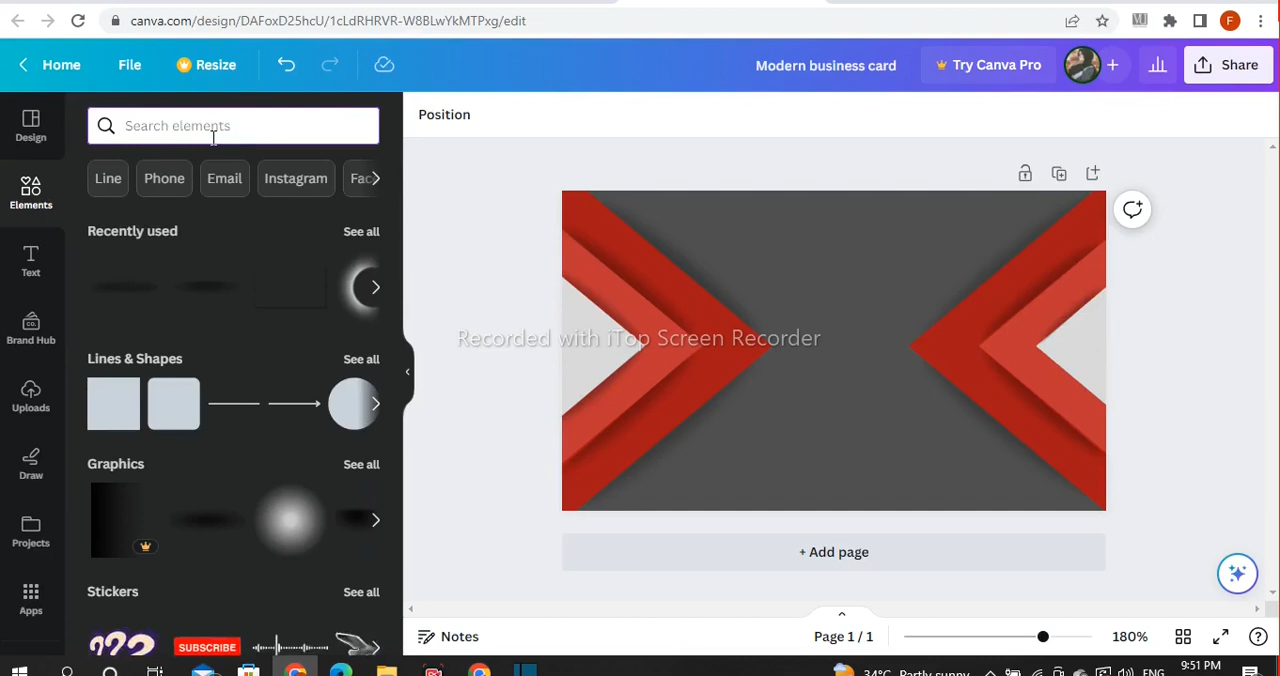 canva.com/design/DAFoxD25hcU/1cLdRHRVR-W8BLwYkMTPxg/edit
F
Home File Resize Modern business card Try Canva Pro Share
Design
Elements
Text
Brand Hub
Uploads
Draw
Projects
Apps
Search elements
Line Phone Email Instagram Fac
Recently used See all
Lines & Shapes See all
Graphics See all
Stickers See all
SUBSCRIBE
Position
Recorded with iTop Screen Recorder
+ Add page
Notes Page 1 / 1 180%
34°C Partly sunny ENG 9:51 PM